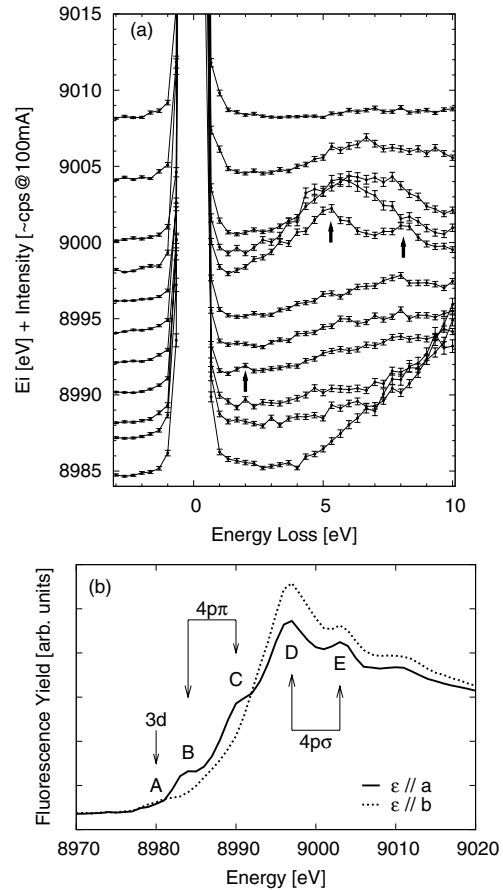 (a)
9015
9010
9005
9000
8995
8990
8985
Ei [eV] + Intensity [~cps@100mA]
0 5 10
Energy Loss [eV]
(b)
4pπ
3d
A
B
C
D
E
4pσ
ε // a
ε // b
Fluorescence Yield [arb. units]
8970 8980 8990 9000 9010 9020
Energy [eV]